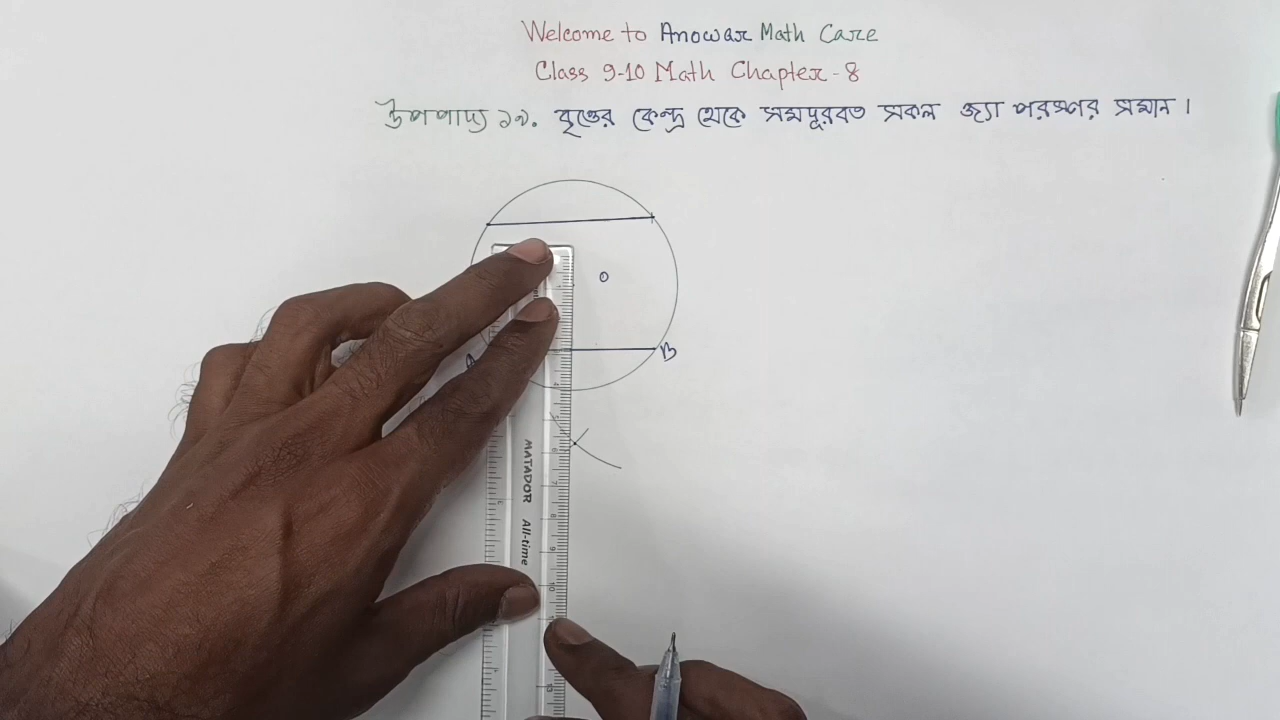 Welcome to Anowar Math Care
Class 9-10 Math Chapter - 8
উপপাদ্য ১৯. বৃত্তের কেন্দ্র থেকে সমদূরবর্তী সকল জ্যা পরস্পর সমান।
O
A
B
MATADOR All-time